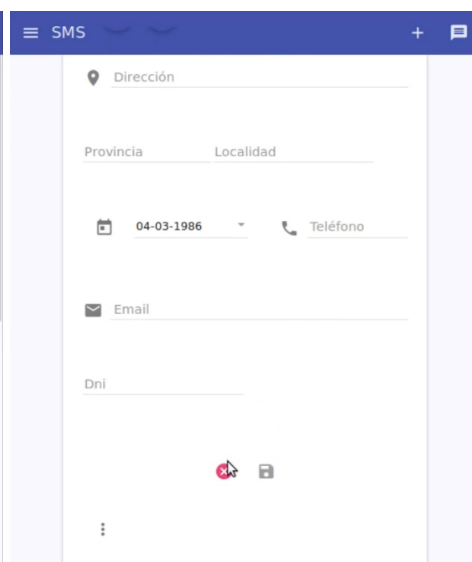 SMS
Dirección
Provincia Localidad
04-03-1986 Teléfono
Email
Dni